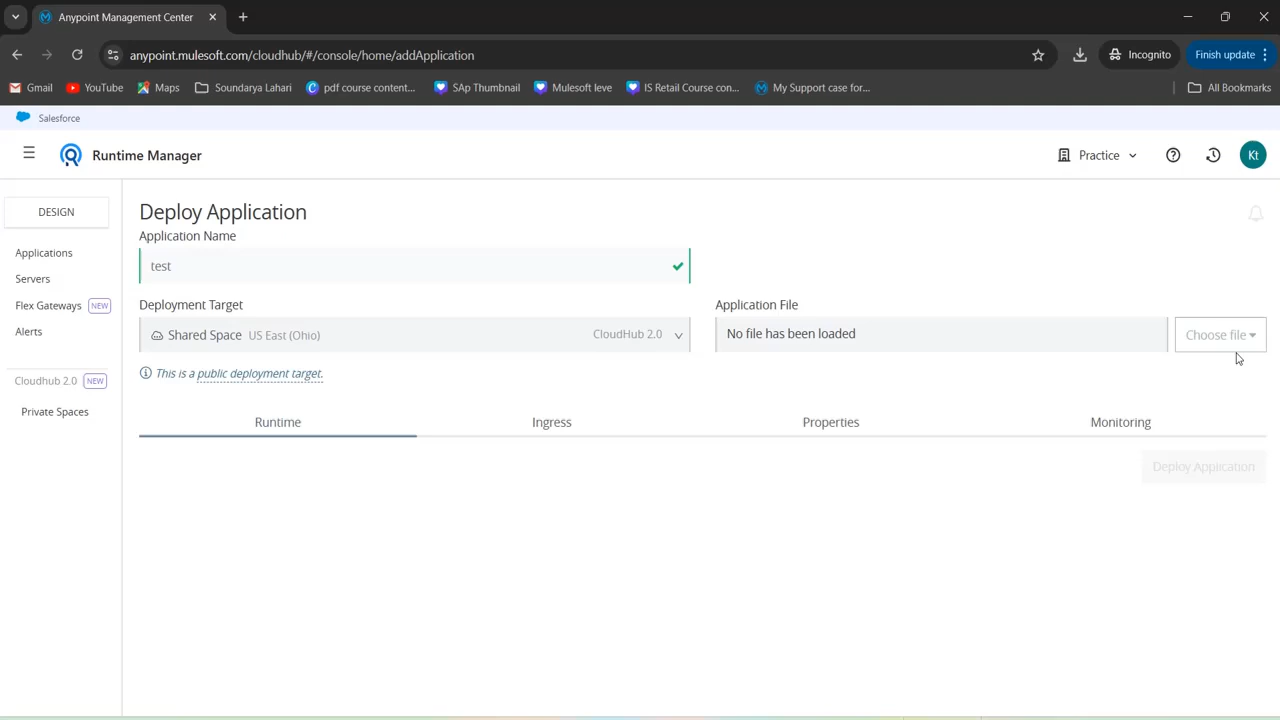 Anypoint Management Center
anypoint.mulesoft.com/cloudhub/#/console/home/addApplication
Incognito
Finish update
Gmail
YouTube
Maps
Soundarya Lahari
pdf course content...
SAp Thumbnail
Mulesoft leve
IS Retail Course con...
My Support case for...
All Bookmarks
Salesforce
Runtime Manager
Practice
Kt
DESIGN
Applications
Servers
Flex Gateways NEW
Alerts
Cloudhub 2.0 NEW
Private Spaces
Deploy Application
Application Name
test
Deployment Target
Shared Space US East (Ohio) CloudHub 2.0
This is a public deployment target.
Application File
No file has been loaded
Choose file
Runtime
Ingress
Properties
Monitoring
Deploy Application